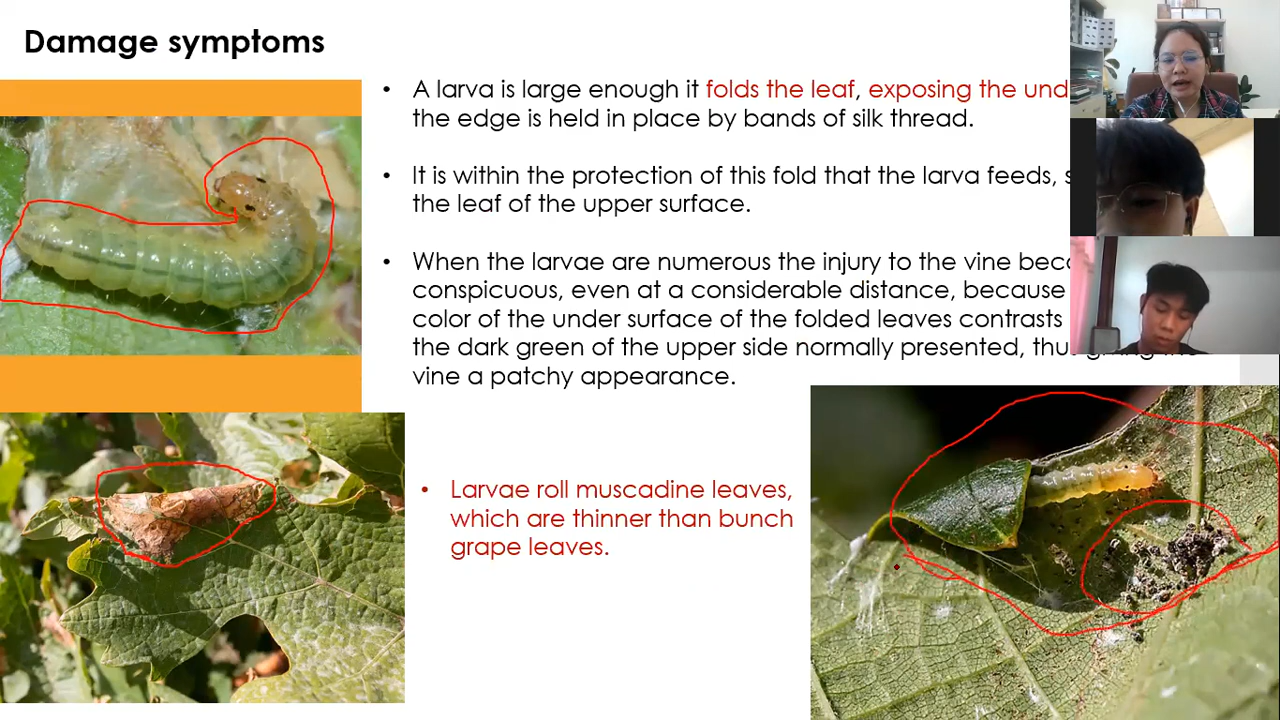 Damage symptoms
• A larva is large enough it folds the leaf, exposing the
the edge is held in place by bands of silk thread.
• It is within the protection of this fold that the larva feeds,
the leaf of the upper surface.
• When the larvae are numerous the injury to the vine
conspicuous, even at a considerable distance, because
color of the under surface of the folded leaves contrasts
the dark green of the upper side normally presented,
vine a patchy appearance.
• Larvae roll muscadine leaves,
which are thinner than bunch
grape leaves.